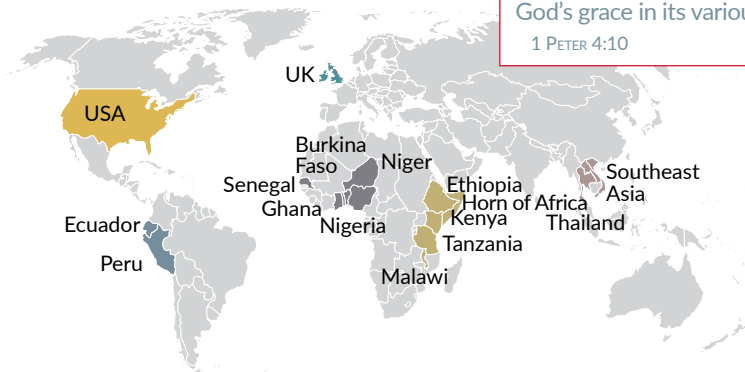 God's grace in its
1 PETER 4:10
UK
USA
Burkina
Faso
Niger
Senegal
Ghana
Nigeria
Ethiopia
Horn of Africa
Kenya
Tanzania
Malawi
Southeast
Asia
Thailand
Ecuador
Peru